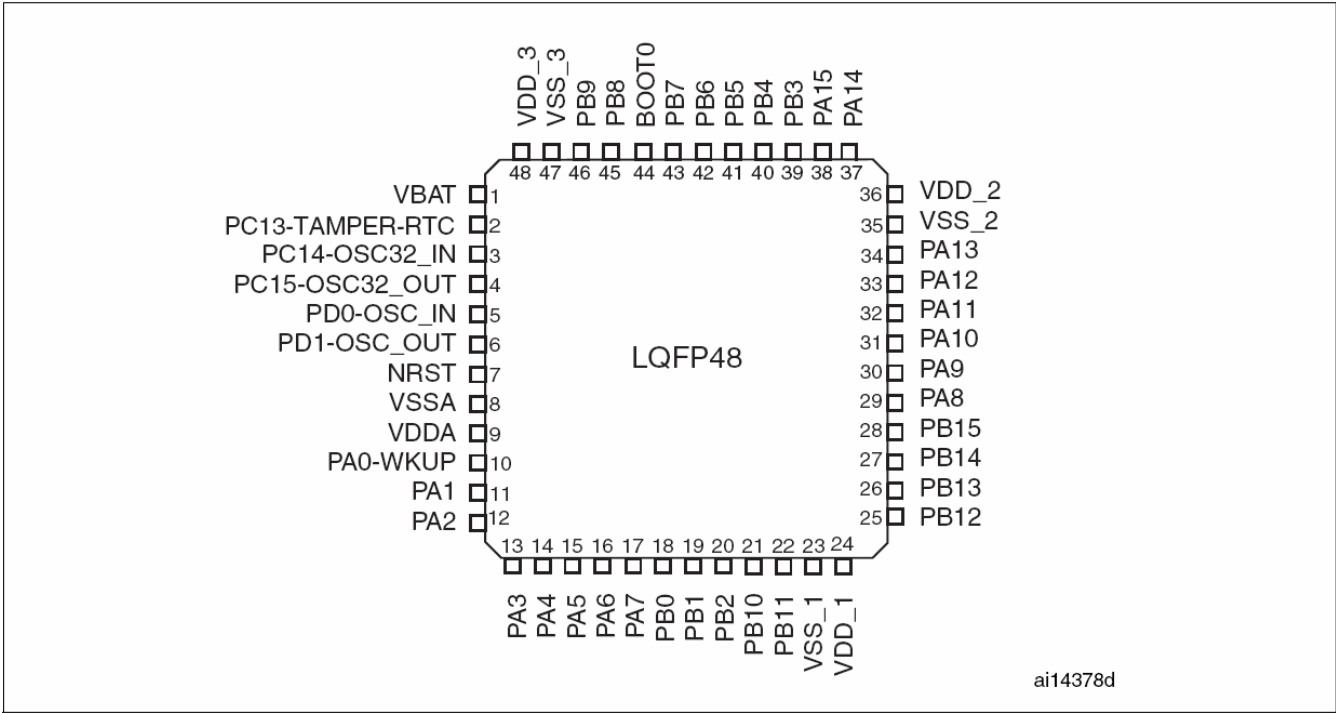 VDD_3
VSS_3
PB9
PB8
BOOT0
PB7
PB6
PB5
PB4
PB3
PA15
PA14
48 47 46 45 44 43 42 41 40 39 38 37
VBAT 1
PC13-TAMPER-RTC 2
PC14-OSC32_IN 3
PC15-OSC32_OUT 4
PD0-OSC_IN 5
PD1-OSC_OUT 6
NRST 7
VSSA 8
VDDA 9
PA0-WKUP 10
PA1 11
PA2 12
LQFP48
36 VDD_2
35 VSS_2
34 PA13
33 PA12
32 PA11
31 PA10
30 PA9
29 PA8
28 PB15
27 PB14
26 PB13
25 PB12
13 14 15 16 17 18 19 20 21 22 23 24
PA3
PA4
PA5
PA6
PA7
PB0
PB1
PB2
PB10
PB11
VSS_1
VDD_1
ai14378d